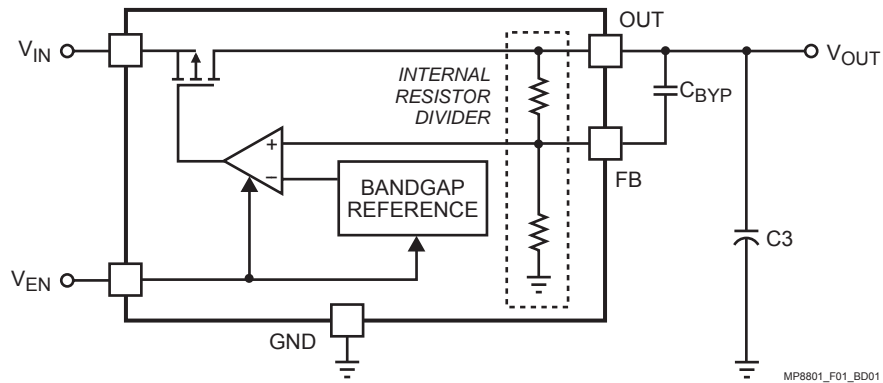 OUT
V_IN
V_OUT
INTERNAL
RESISTOR
DIVIDER
C_BYP
+
–
FB
BANDGAP
REFERENCE
C3
V_EN
GND
MP8801_F01_BD01